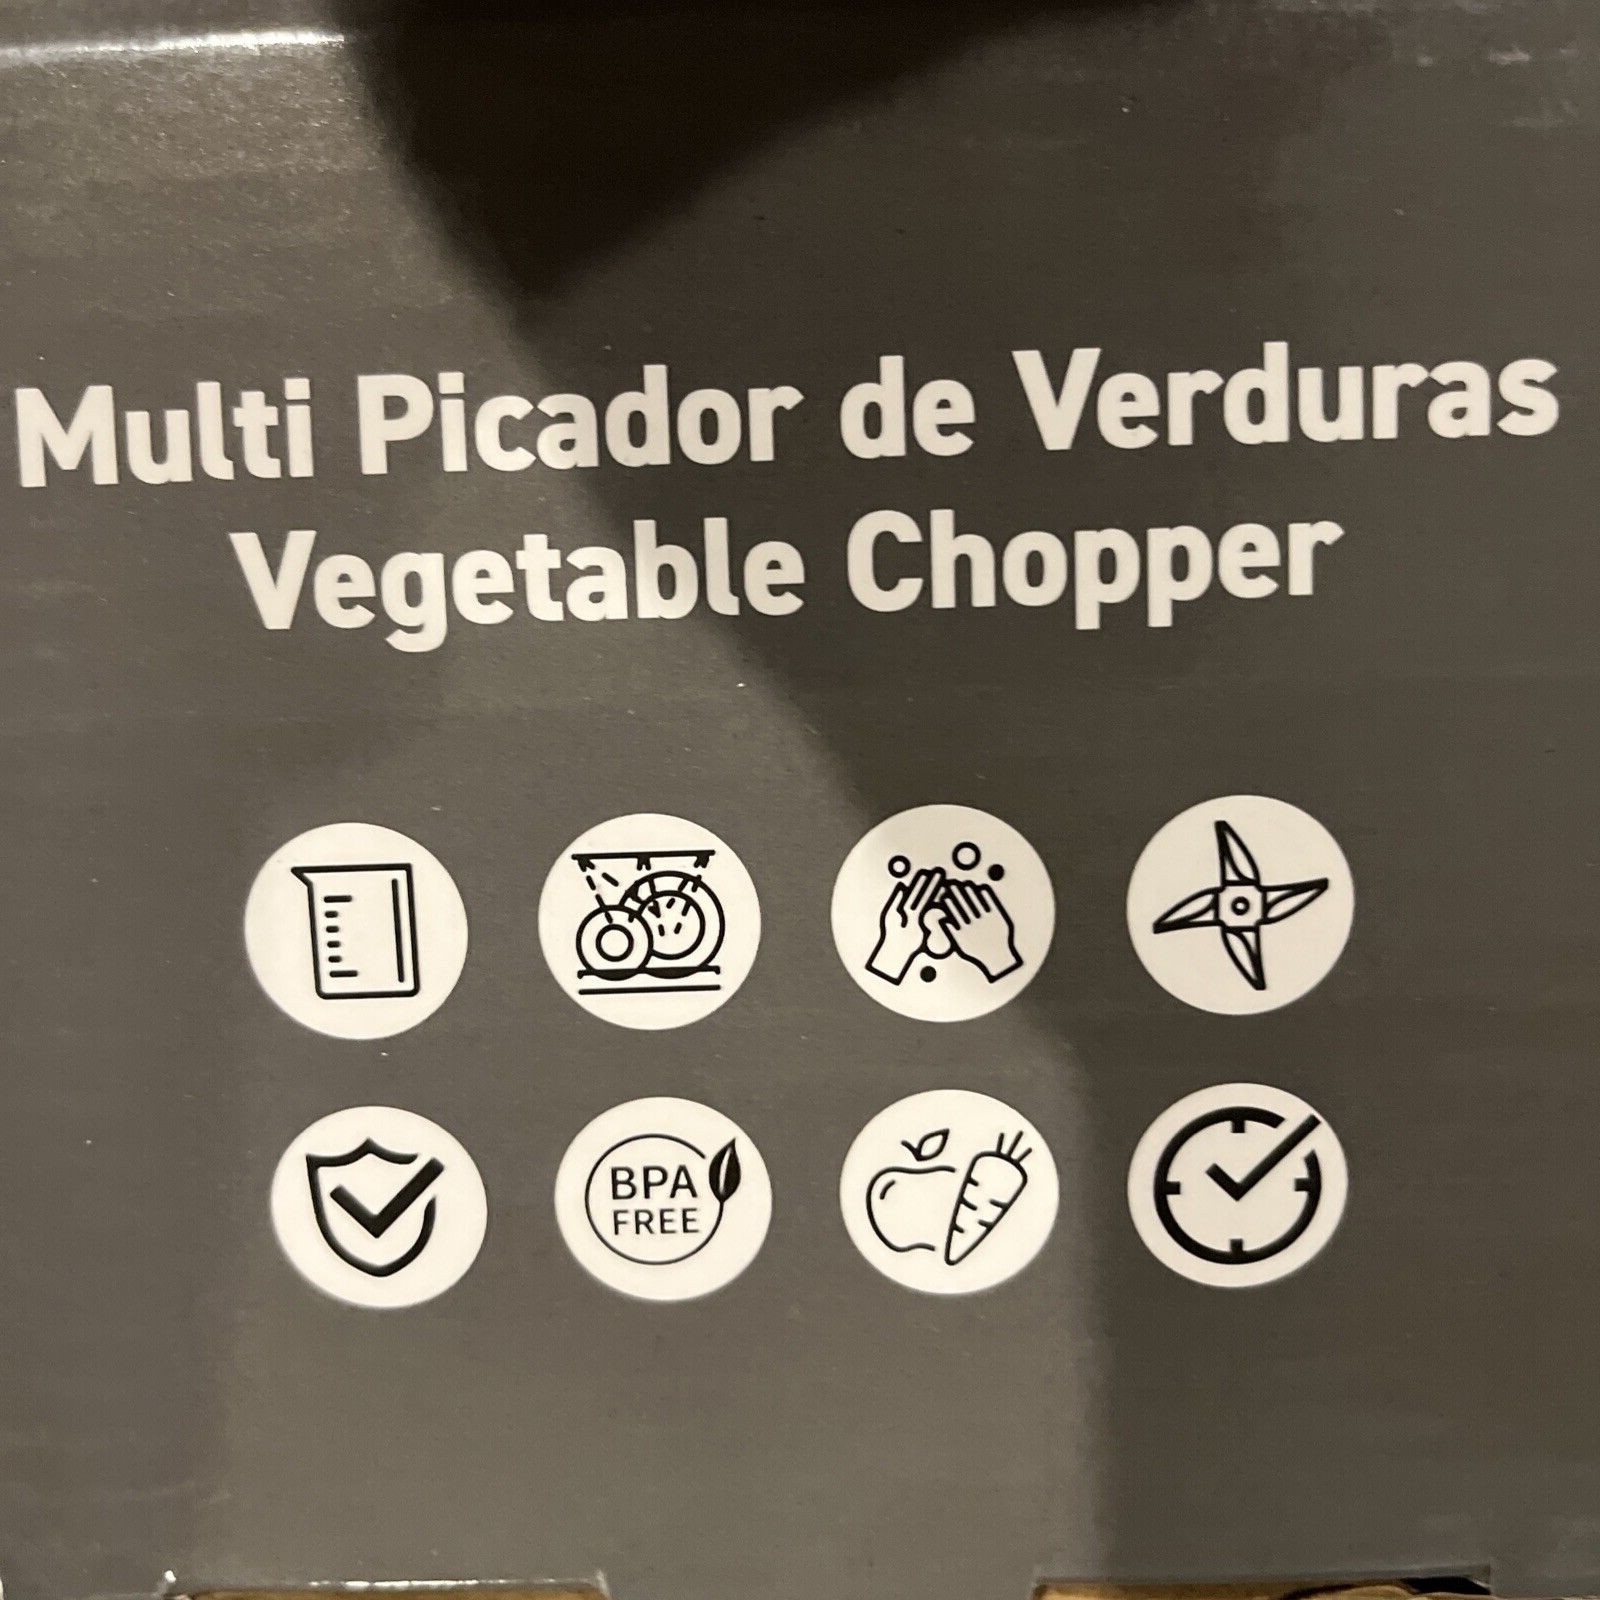 Multi Picador de Verduras
Vegetable Chopper
BPA
FREE